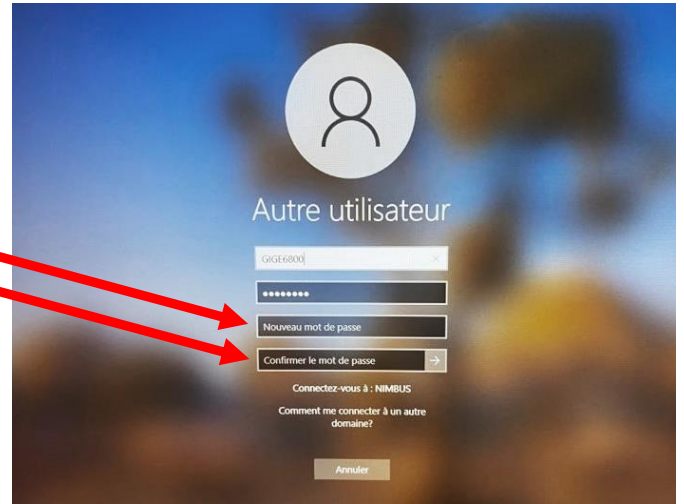 Autre utilisateur
GIGE6800
Nouveau mot de passe
Confirmer le mot de passe
Connectez-vous à : NIMBUS
Comment me connecter à un autre
domaine?
Annuler